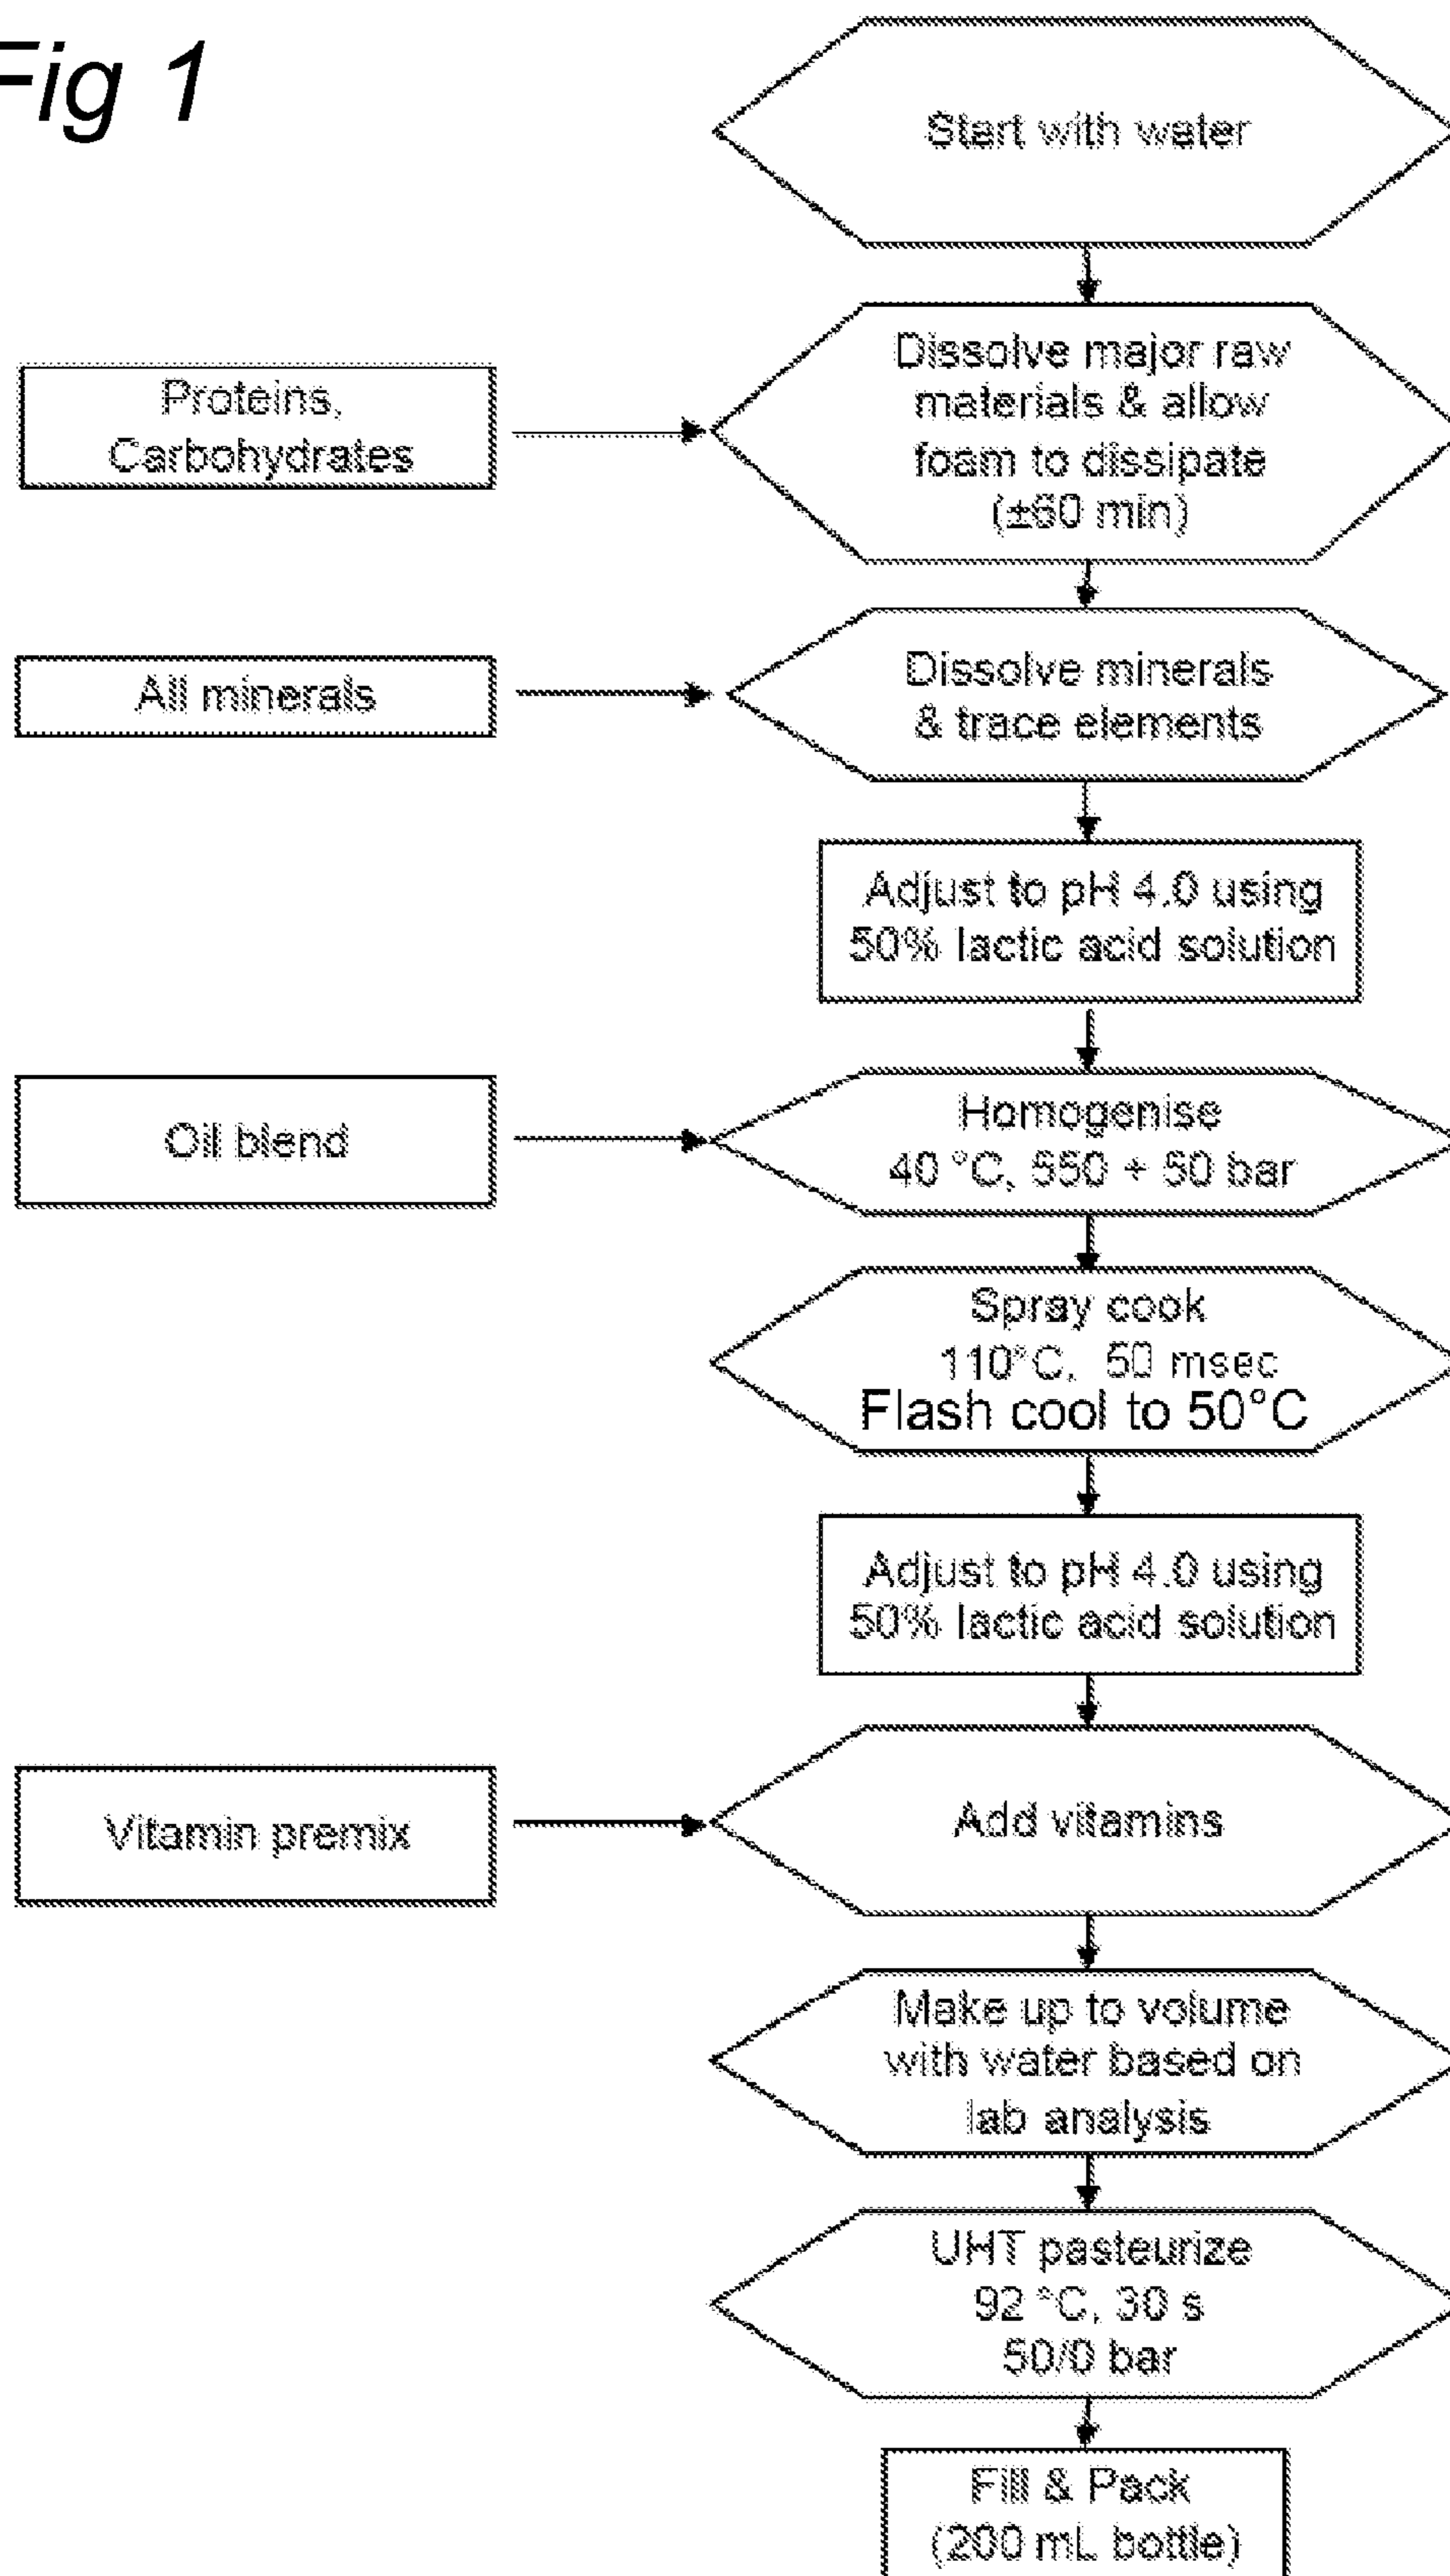 Fig 1
Start with water
Dissolve major raw
materials & allow
foam to dissipate
(±60 min)
Proteins,
Carbohydrates
All minerals
Dissolve minerals
& trace elements
Adjust to pH 4.0 using
50% lactic acid solution
Oil blend
Homogenise
40 °C, 550 + 50 bar
Spray cook
110°C, 50 msec
Flash cool to 50°C
Adjust to pH 4.0 using
50% lactic acid solution
Vitamin premix
Add vitamins
Make up to volume
with water based on
lab analysis
UHT pasteurize
92 °C, 30 s
50/0 bar
Fill & Pack
(200 mL bottle)